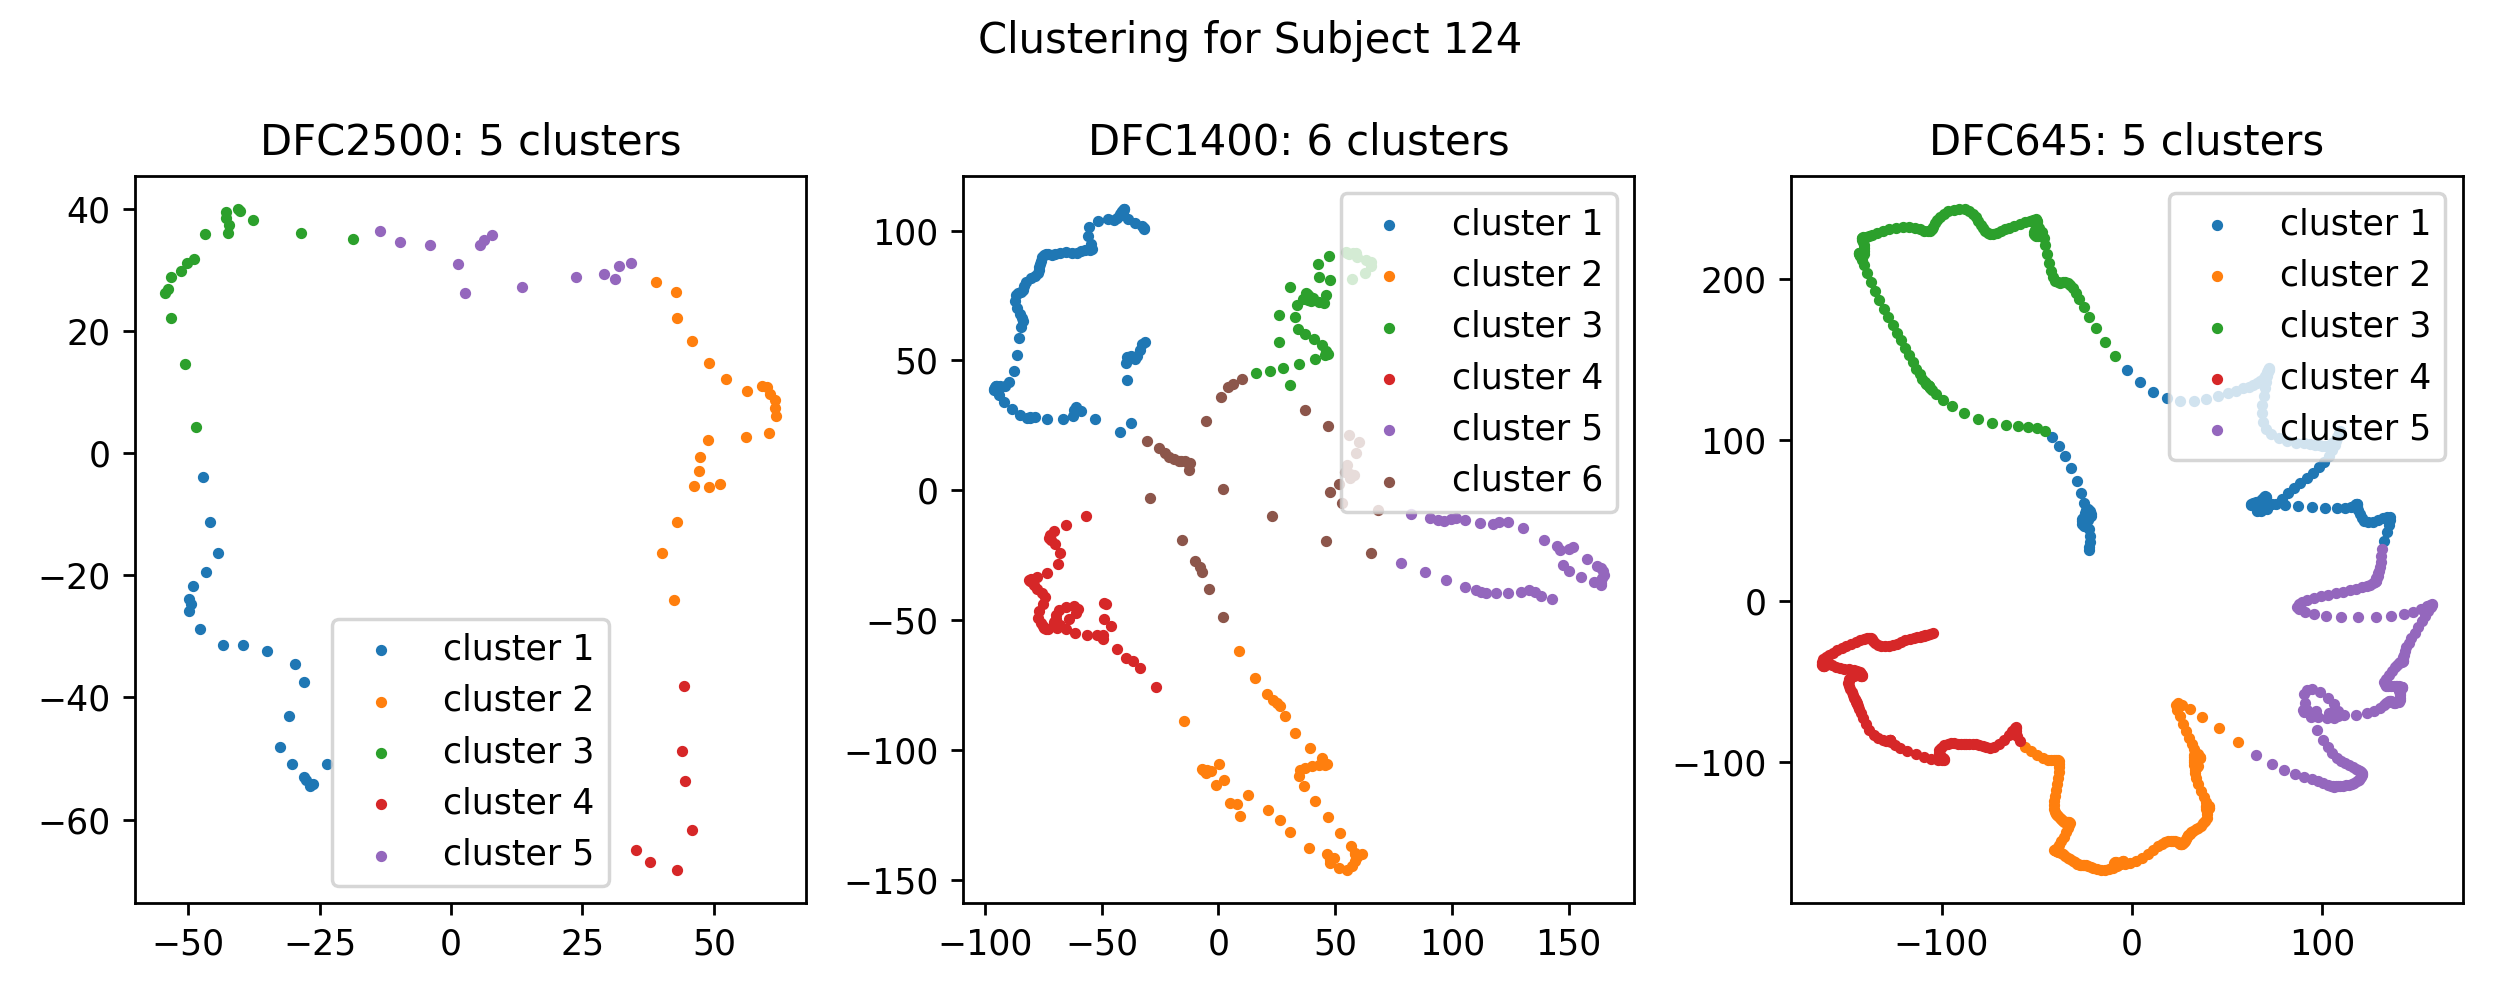 Clustering for Subject 124
DFC2500: 5 clusters
40
20
0
−20
−40
−60
−50
−25
0
25
50
cluster 1
cluster 2
cluster 3
cluster 4
cluster 5
DFC1400: 6 clusters
100
50
0
−50
−100
−150
−100
−50
0
50
100
150
cluster 1
cluster 2
cluster 3
cluster 4
cluster 5
cluster 6
DFC645: 5 clusters
200
100
0
−100
−100
0
100
cluster 1
cluster 2
cluster 3
cluster 4
cluster 5